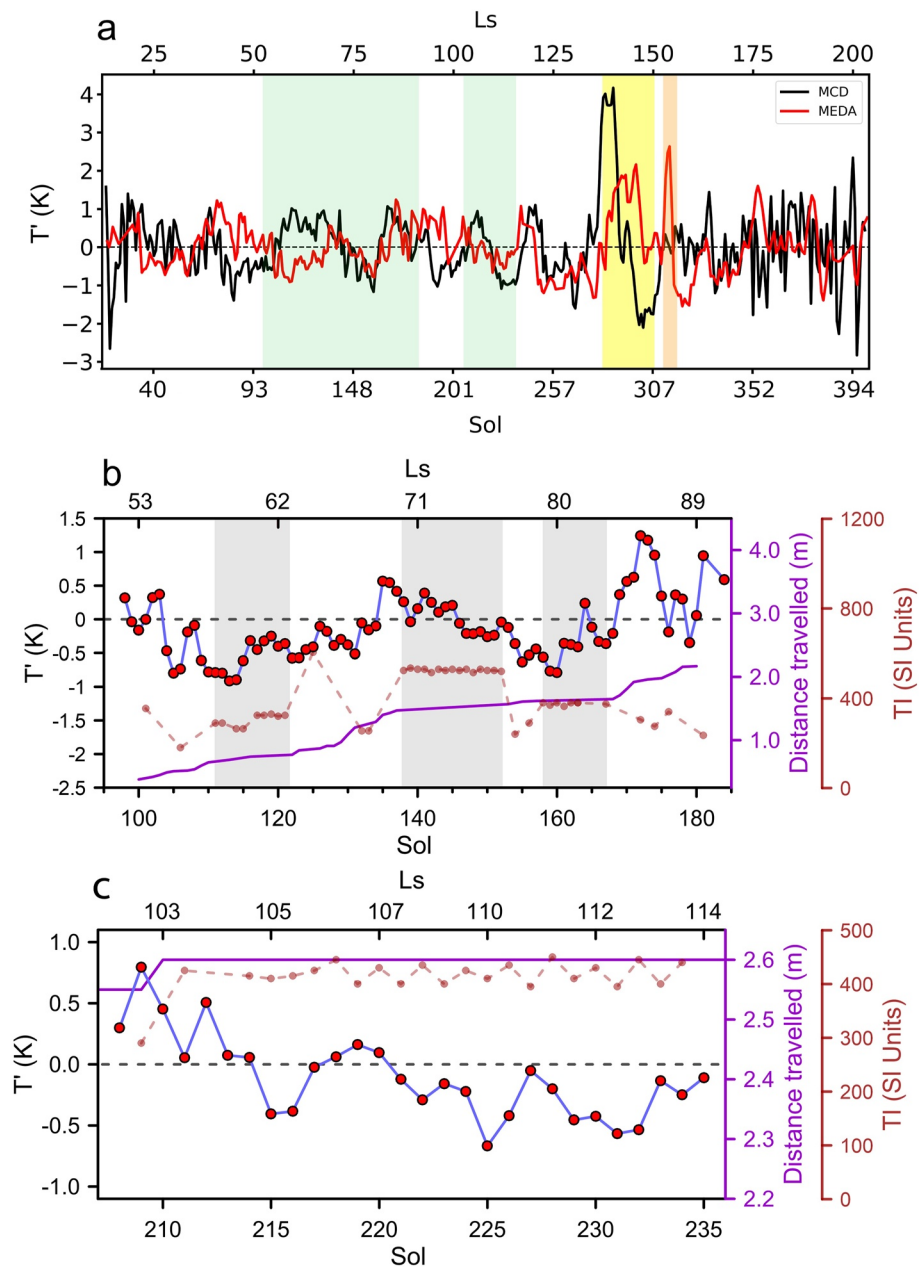 a
Ls
25 50 75 100 125 150 175 200
4
3
2
1
0
−1
−2
−3
T' (K)
MCD
MEDA
40 93 148 201 257 307 352 394
Sol
b
Ls
53 62 71 80 89
1.5
1
0.5
0
-0.5
-1
-1.5
-2
-2.5
T' (K)
4.0
3.0
2.0
1.0
Distance travelled (m)
1200
800
400
0
TI (SI Units)
100 120 140 160 180
Sol
c
Ls
103 105 107 110 112 114
1.0
0.5
0.0
-0.5
-1.0
T' (K)
2.6
2.5
2.4
2.3
2.2
Distance travelled (m)
500
400
300
200
100
0
TI (SI Units)
210 215 220 225 230 235
Sol